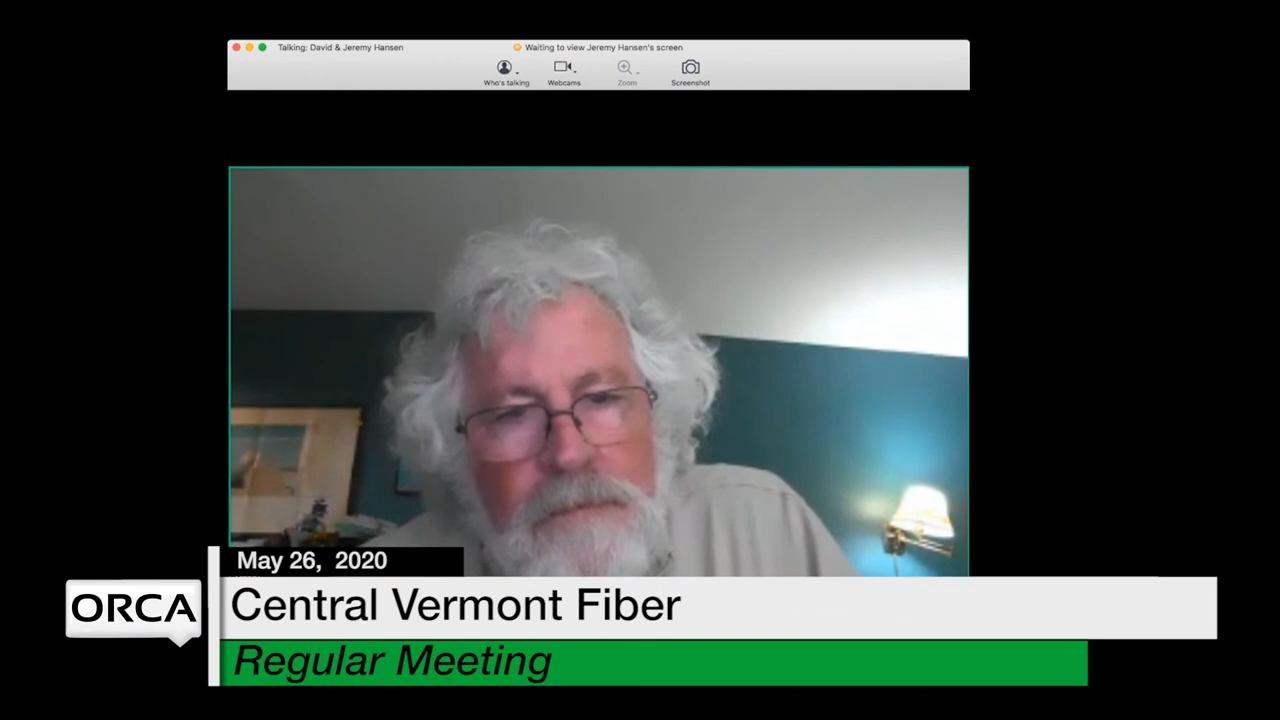 Talking: David & Jeremy Hansen
Waiting to view Jeremy Hansen's screen
Who's talking
Webcams
Zoom
Screenshot
May 26, 2020
ORCA
Central Vermont Fiber
Regular Meeting